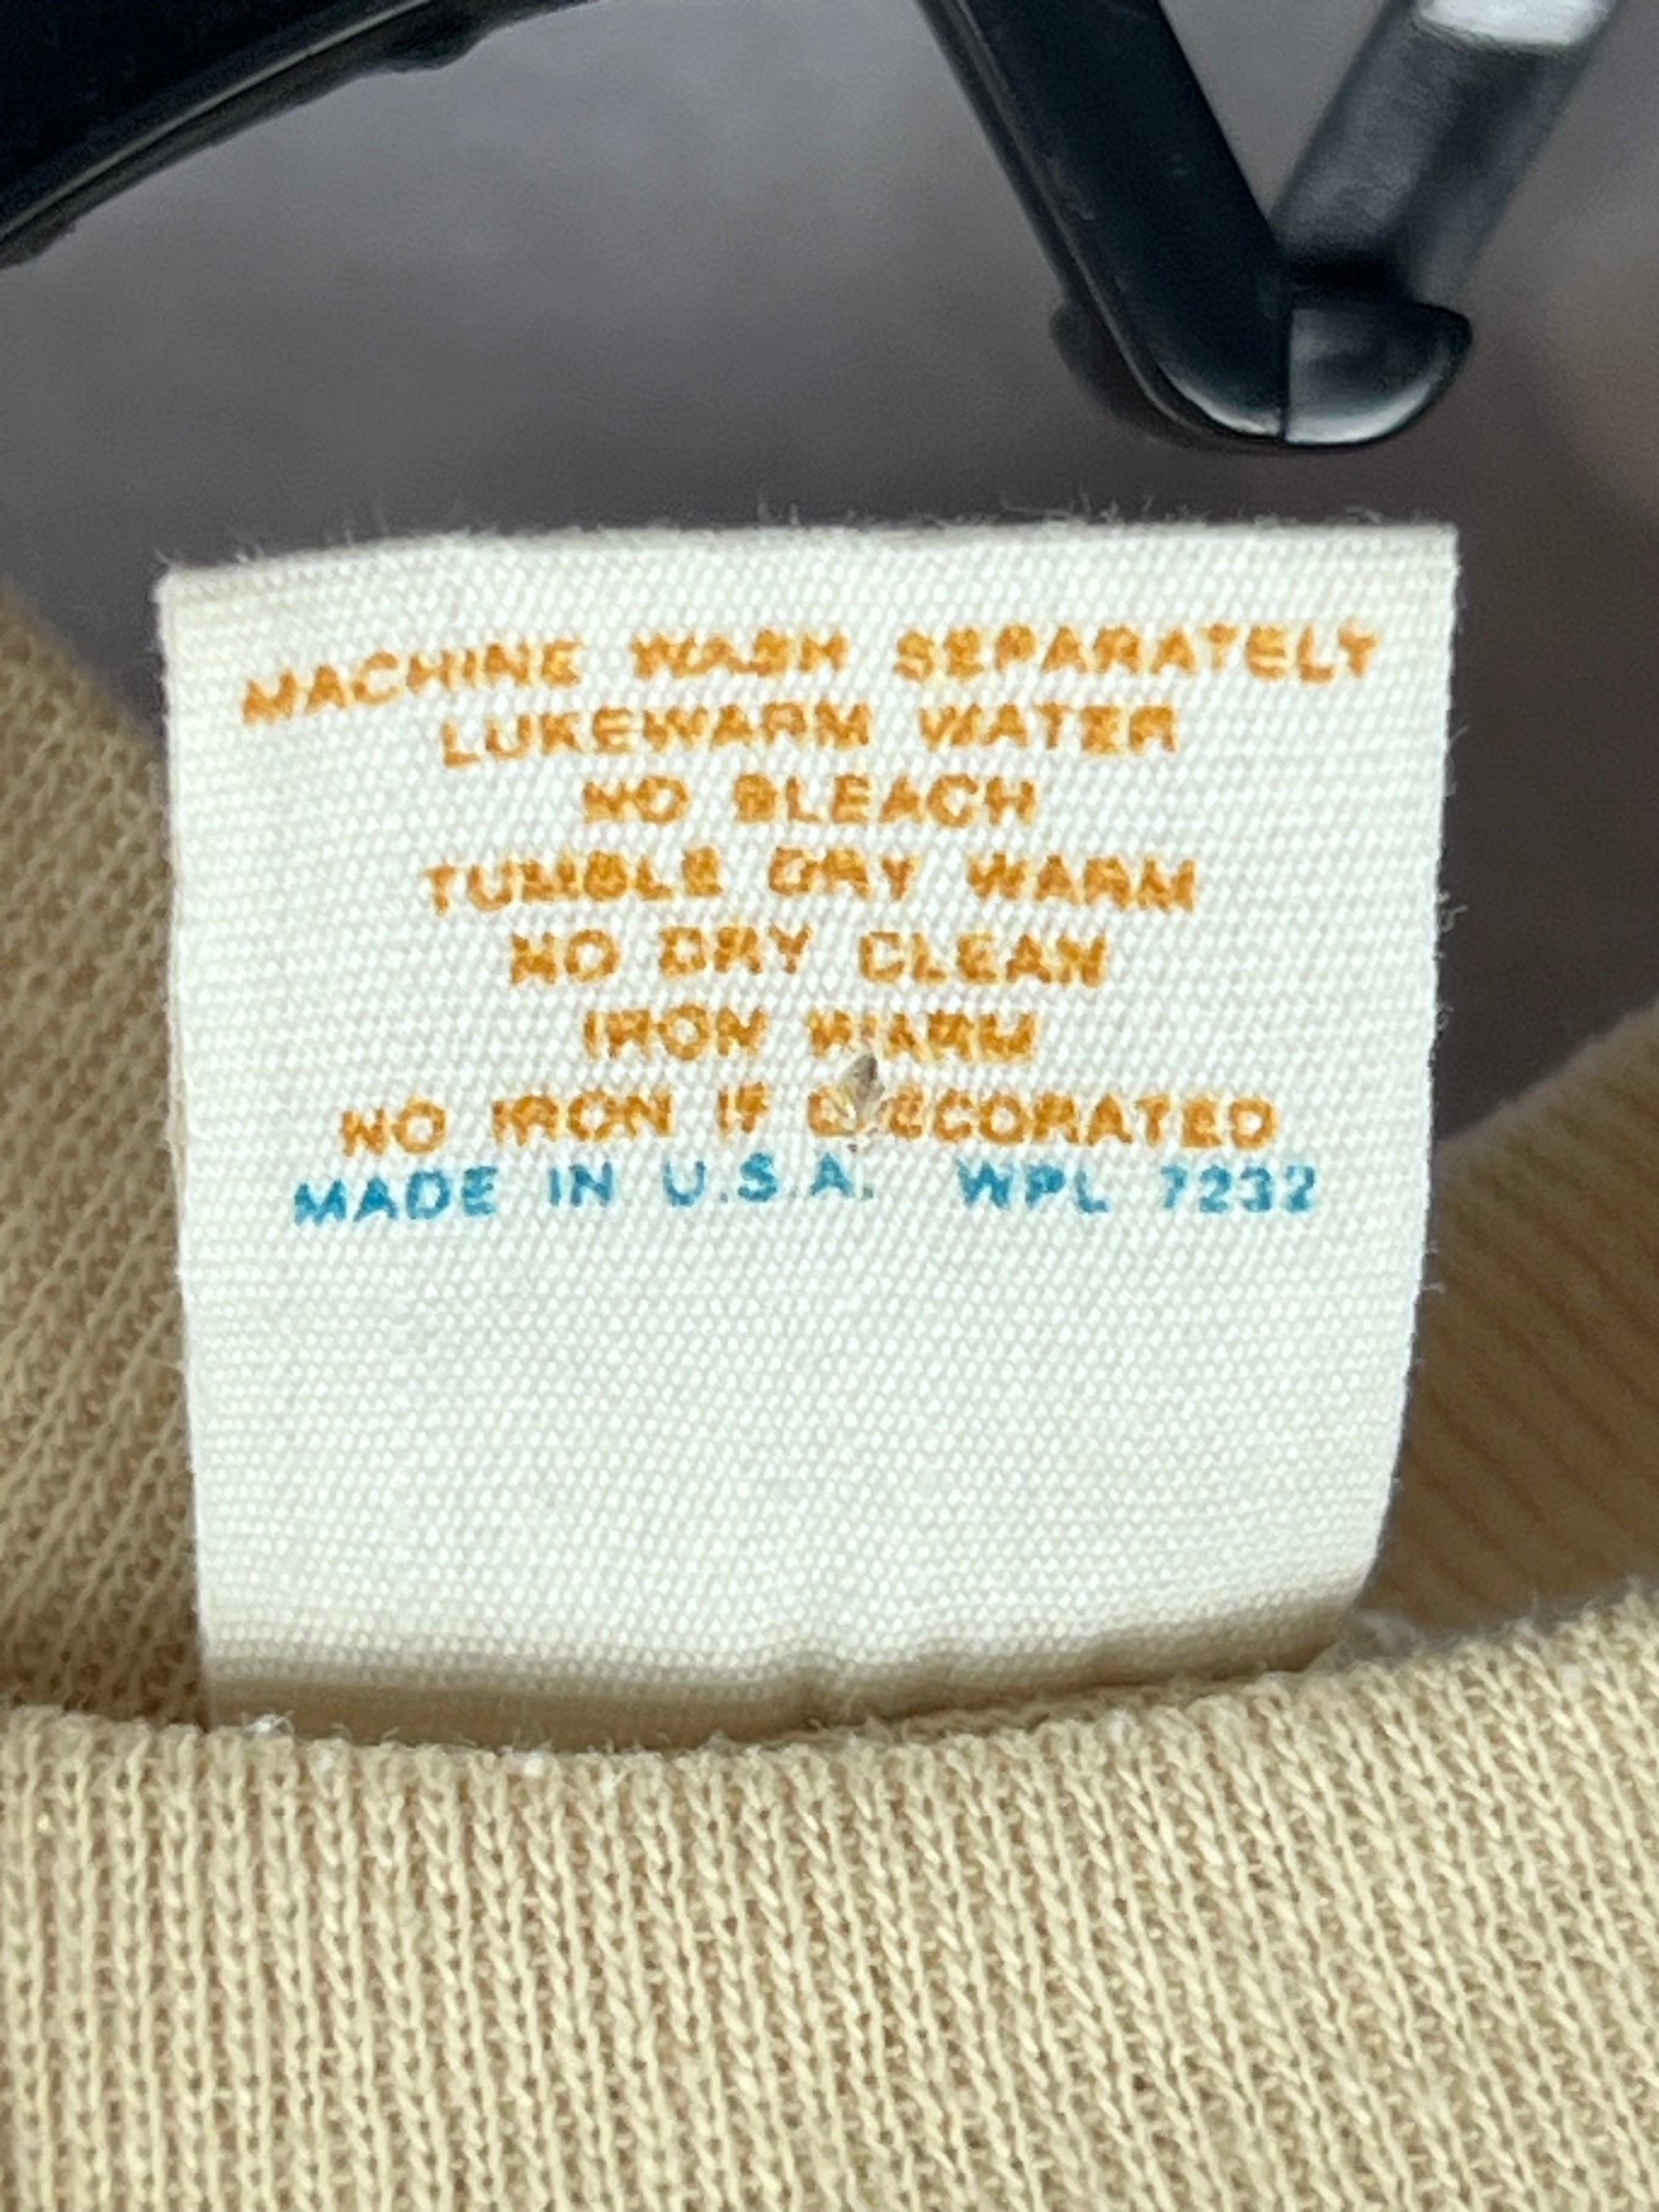 MACHINE WASH SEPARATELY
LUKEWARM WATER
NO BLEACH
TUMBLE DRY WARM
NO DRY CLEAN
IRON WARM
NO IRON IF DECORATED
MADE IN U.S.A. WPL 7232